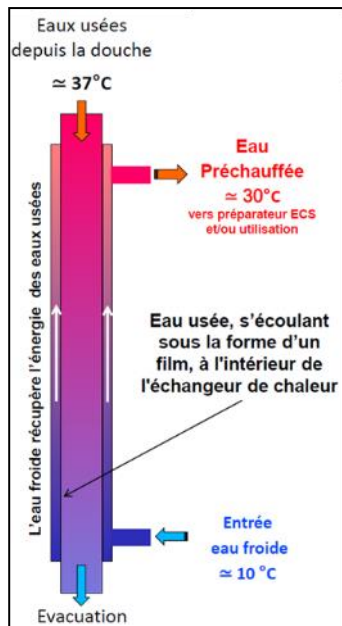 Eaux usées
depuis la douche
≃ 37°C
Eau
Préchauffée
≃ 30°C
vers préparateur ECS
et/ou utilisation
L'eau froide récupère l'énergie des eaux usées
Eau usée, s'écoulant
sous la forme d'un
film, à l'intérieur de
l'échangeur de chaleur
Entrée
eau froide
≃ 10 °C
Evacuation